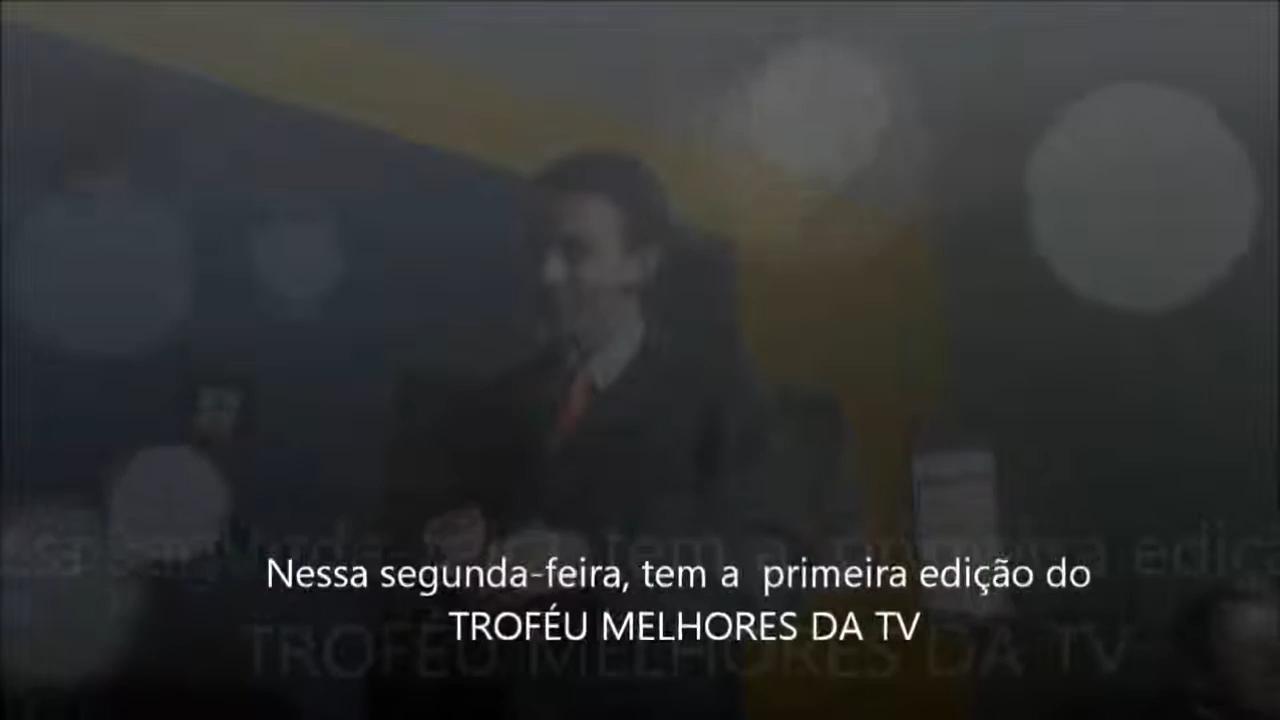 Nessa segunda-feira, tem a  primeira edição do
TROFÉU MELHORES DA TV